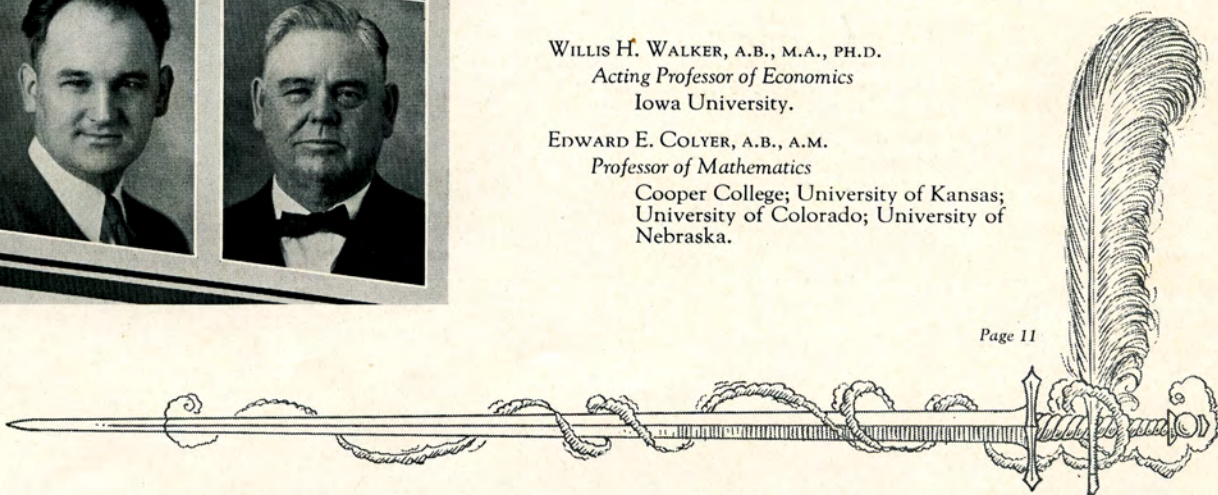 WILLIS H. WALKER, A.B., M.A., PH.D.
Acting Professor of Economics
Iowa University.
EDWARD E. COLYER, A.B., A.M.
Professor of Mathematics
Cooper College; University of Kansas;
University of Colorado; University of
Nebraska.
Page 11